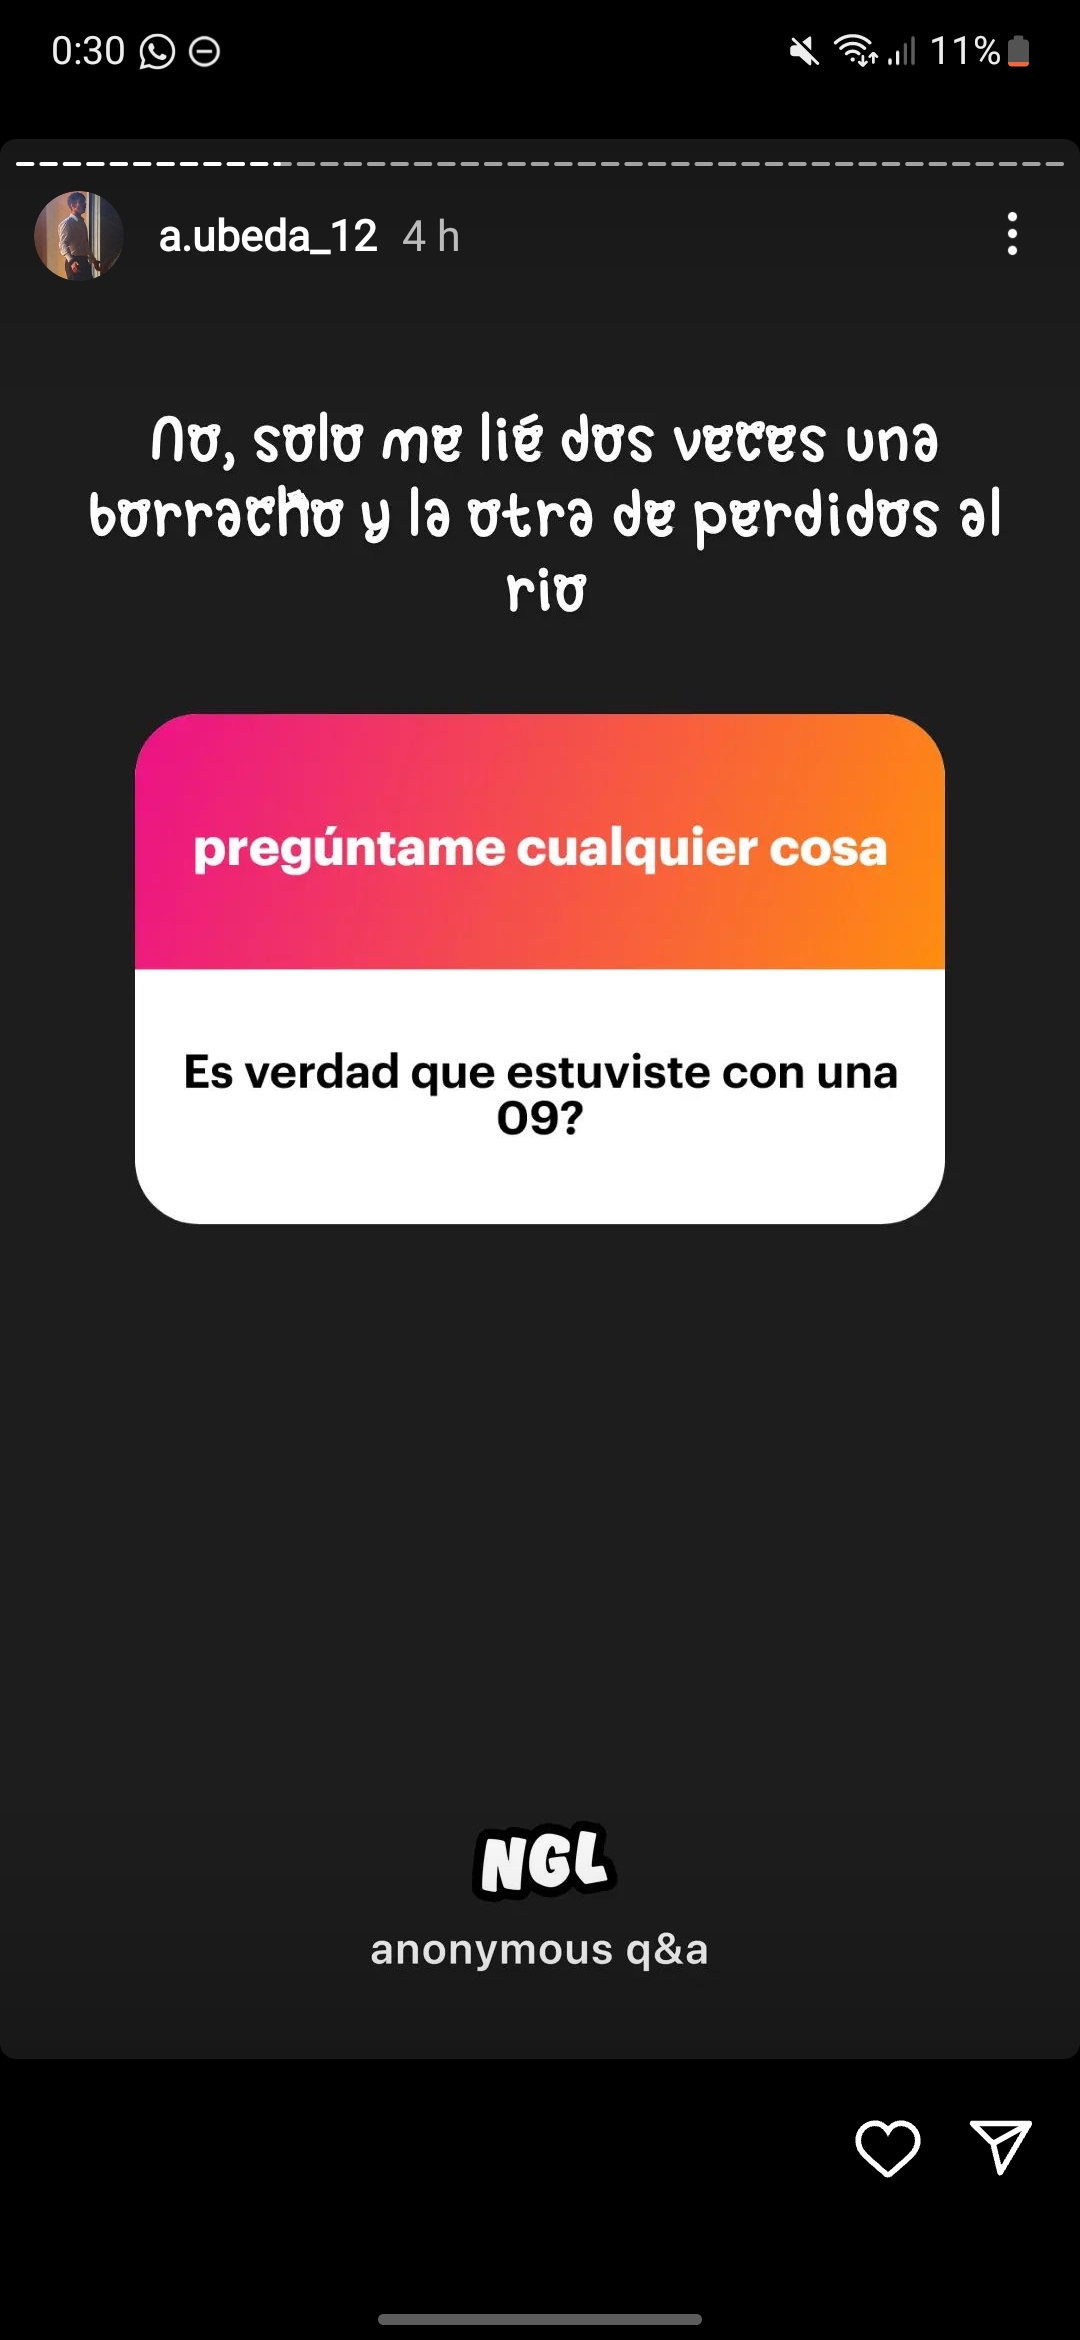 0:30
11%
a.ubeda_12 4 h
No, solo me lié dos veces una
borracho y la otra de perdidos al
rio
pregúntame cualquier cosa
Es verdad que estuviste con una
09?
NGL
anonymous q&a